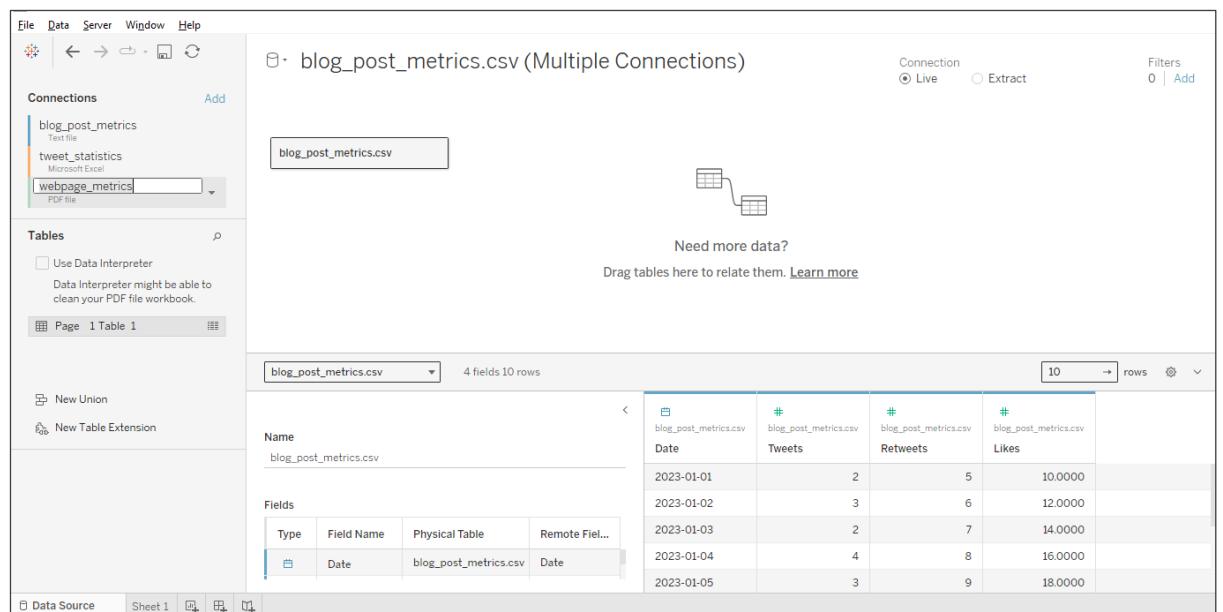 File Data Server Window Help
blog_post_metrics.csv (Multiple Connections)
Connection
Live Extract
Filters
0 Add
Connections Add
blog_post_metrics
Text file
tweet_statistics
Microsoft Excel
webpage_metrics
PDF file
blog_post_metrics.csv
Need more data?
Drag tables here to relate them. Learn more
Tables
Use Data Interpreter
Data Interpreter might be able to
clean your PDF file workbook.
Page 1 Table 1
New Union
New Table Extension
blog_post_metrics.csv 4 fields 10 rows 10 → rows
Name
blog_post_metrics.csv
Fields
Type Field Name Physical Table Remote Fiel...
Date blog_post_metrics.csv Date
blog_post_metrics.csv blog_post_metrics.csv blog_post_metrics.csv blog_post_metrics.csv
Date Tweets Retweets Likes
2023-01-01 2 5 10.0000
2023-01-02 3 6 12.0000
2023-01-03 2 7 14.0000
2023-01-04 4 8 16.0000
2023-01-05 3 9 18.0000
Data Source Sheet 1